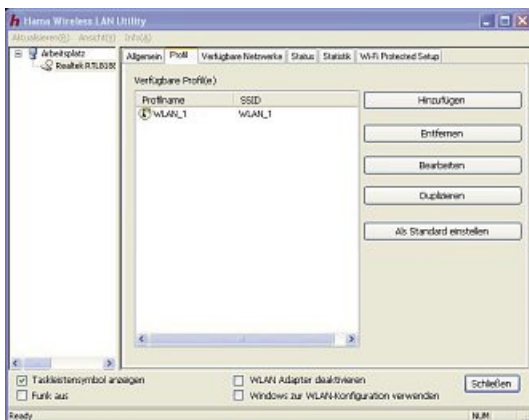 Hama Wireless LAN Utility
Aktualisieren(R) Ansicht(V) Info(A)
Arbeitsplatz
Realtek RTL8188
Allgemein Profil Verfügbare Netzwerke Status Statistik Wi-Fi Protected Setup
Verfügbare Profil(e)
Profilname SSID
WLAN_1 WLAN_1
Hinzufügen
Entfernen
Bearbeiten
Duplizieren
Als Standard einstellen
Taskleistensymbol anzeigen
Funk aus
WLAN Adapter deaktivieren
Windows zur WLAN-Konfiguration verwenden
Schließen
Ready
NUM